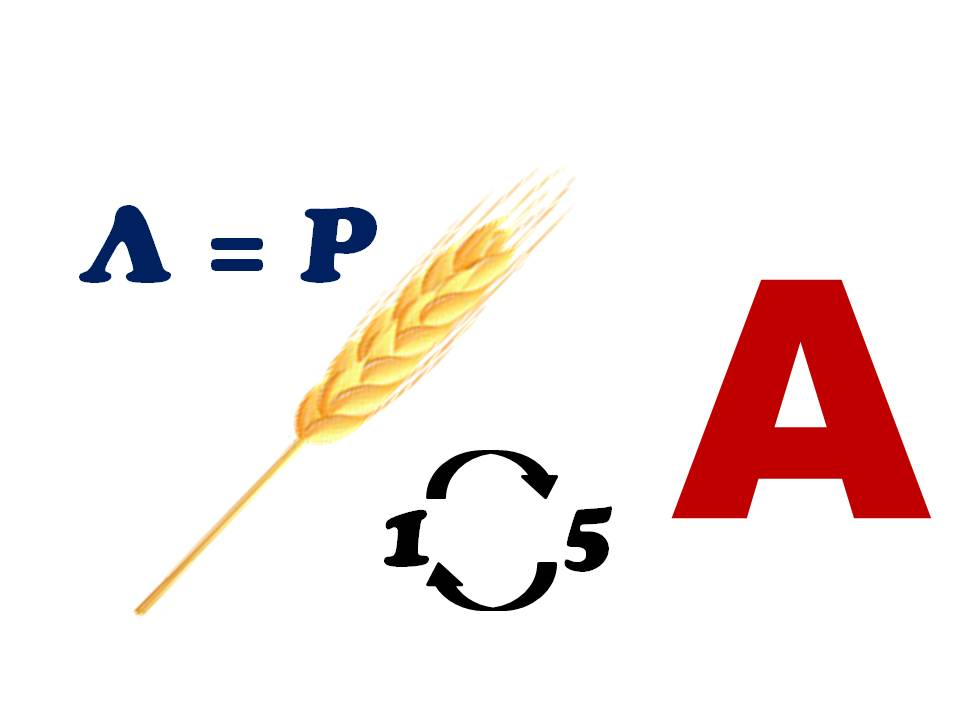 Л = Р
1 5
А